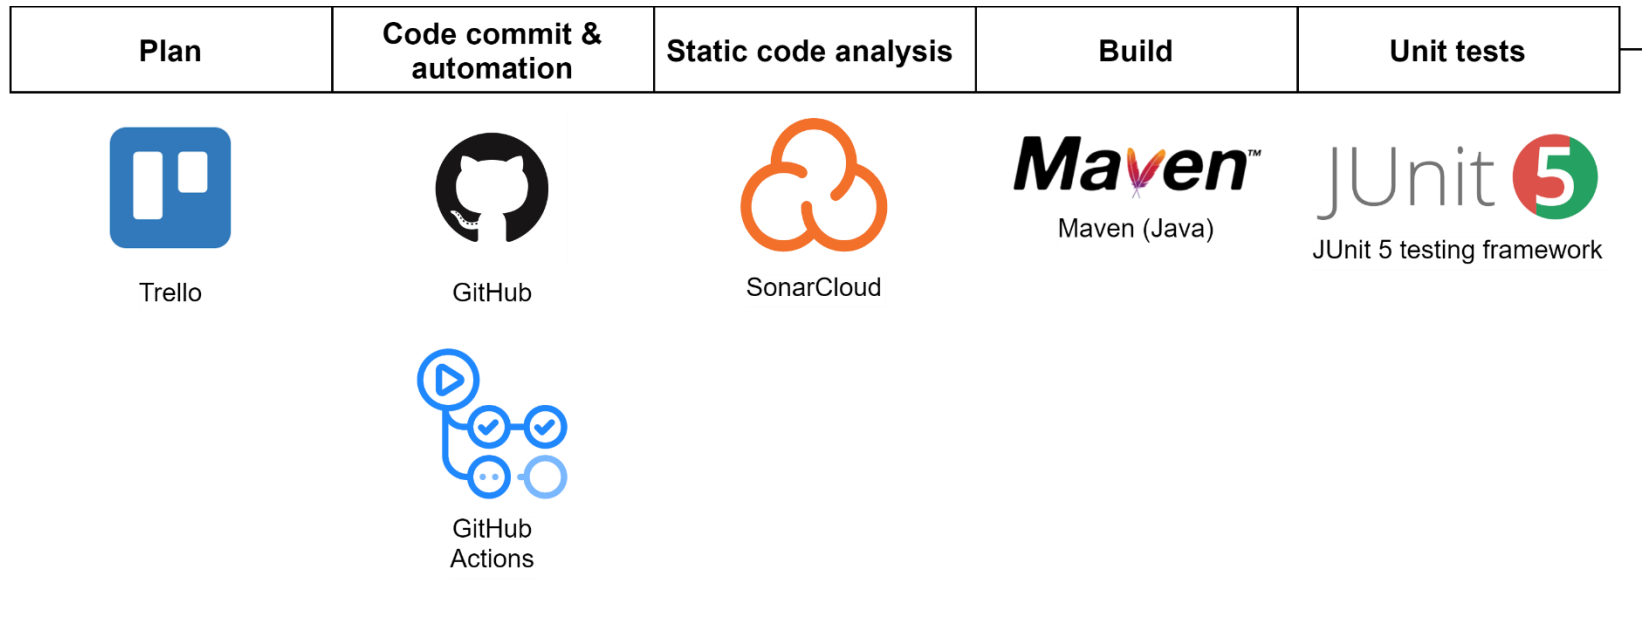 Plan
Code commit &
automation
Static code analysis
Build
Unit tests
Trello
GitHub
GitHub
Actions
SonarCloud
Maven™
Maven (Java)
JUnit 5
JUnit 5 testing framework